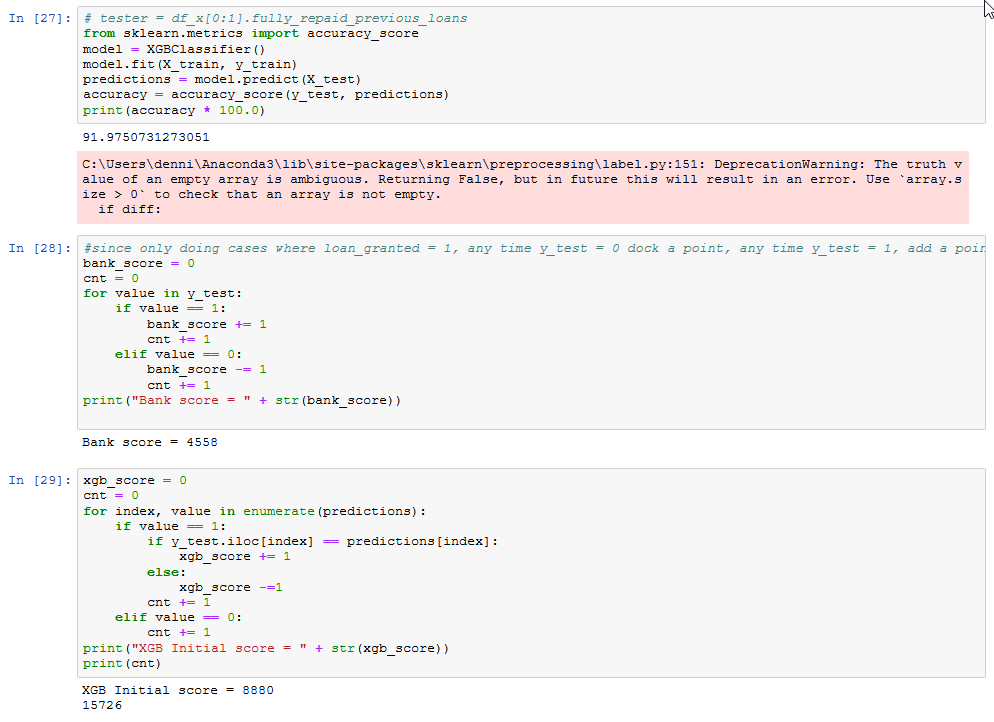 In [27]: # tester = df_x[0:1].fully_repaid_previous_loans
from sklearn.metrics import accuracy_score
model = XGBClassifier()
model.fit(X_train, y_train)
predictions = model.predict(X_test)
accuracy = accuracy_score(y_test, predictions)
print(accuracy * 100.0)
91.9750731273051
C:\Users\denni\Anaconda3\lib\site-packages\sklearn\preprocessing\label.py:151: DeprecationWarning: The truth v
alue of an empty array is ambiguous. Returning False, but in future this will result in an error. Use `array.s
ize > 0` to check that an array is not empty.
  if diff:
In [28]: #since only doing cases where loan_granted = 1, any time y_test = 0 dock a point, any time y_test = 1, add a poin
bank_score = 0
cnt = 0
for value in y_test:
    if value == 1:
        bank_score += 1
        cnt += 1
    elif value == 0:
        bank_score -= 1
        cnt += 1
print("Bank score = " + str(bank_score))
Bank score = 4558
In [29]: xgb_score = 0
cnt = 0
for index, value in enumerate(predictions):
    if value == 1:
        if y_test.iloc[index] == predictions[index]:
            xgb_score += 1
        else:
            xgb_score -=1
        cnt += 1
    elif value == 0:
        cnt += 1
print("XGB Initial score = " + str(xgb_score))
print(cnt)
XGB Initial score = 8880
15726